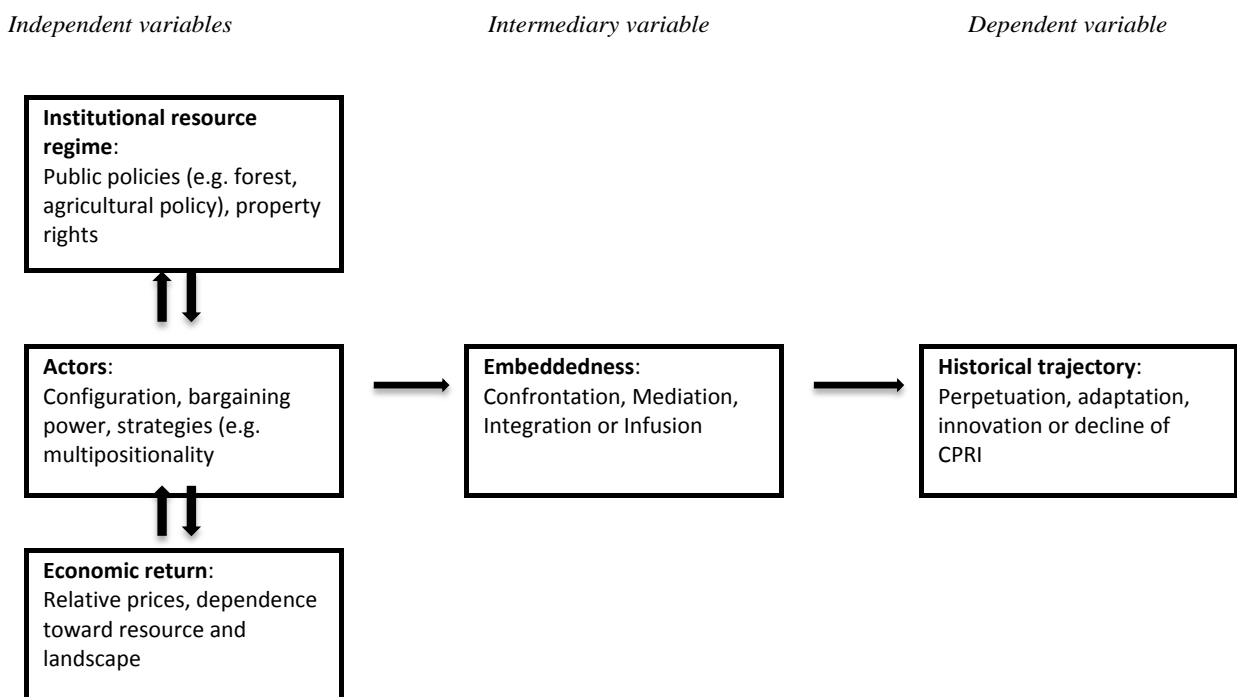 Independent variables
Intermediary variable
Dependent variable
Institutional resource
regime:
Public policies (e.g. forest,
agricultural policy), property
rights
Actors:
Configuration, bargaining
power, strategies (e.g.
multipositionality
Embeddedness:
Confrontation, Mediation,
Integration or Infusion
Historical trajectory:
Perpetuation, adaptation,
innovation or decline of
CPRI
Economic return:
Relative prices, dependence
toward resource and
landscape